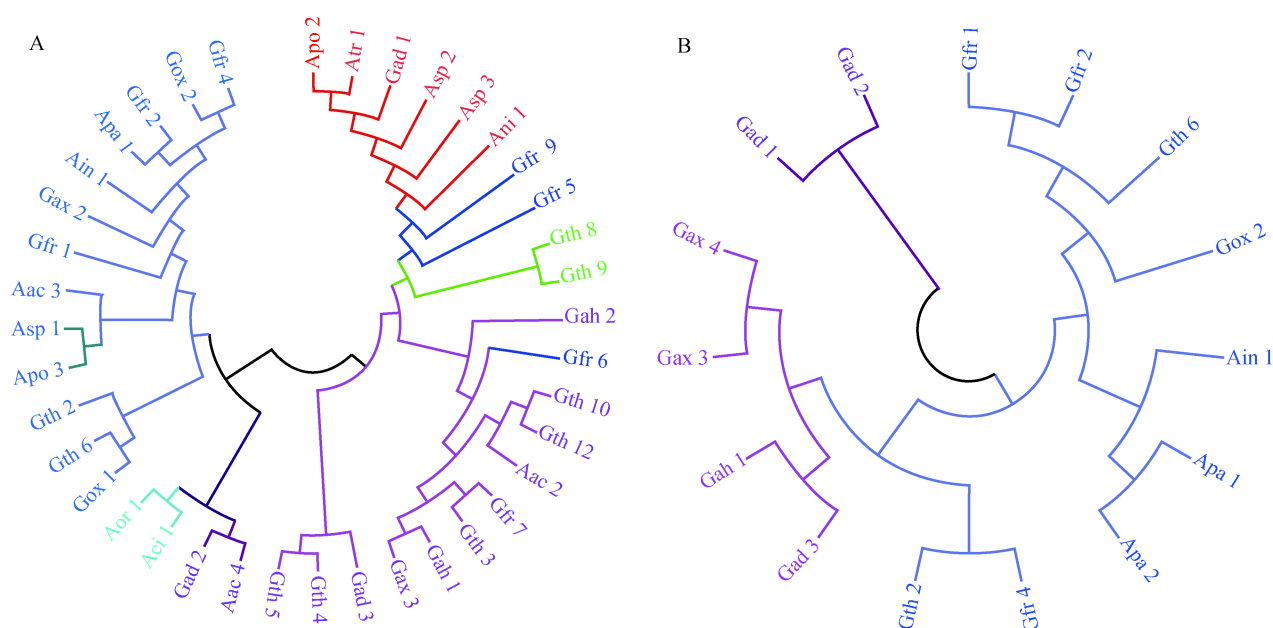 A
Gfr 4
Gox 2
Gfr 2
Apa 1
Ain 1
Gax 2
Gfr 1
Aac 3
Asp 1
Apo 3
Gth 2
Gth 6
Gox 1
Aor 1
Aci 1
Gad 2
Aac 4
Gth 5
Gth 4
Gad 3
Gax 3
Gah 1
Gth 3
Gfr 7
Aac 2
Gth 12
Gth 10
Gfr 6
Gah 2
Gth 9
Gth 8
Gfr 5
Gfr 9
Ani 1
Asp 3
Asp 2
Gad 1
Atr 1
Apo 2
B
Gad 2
Gad 1
Gfr 1
Gfr 2
Gth 6
Gox 2
Ain 1
Apa 1
Apa 2
Gfr 4
Gth 2
Gad 3
Gah 1
Gax 3
Gax 4